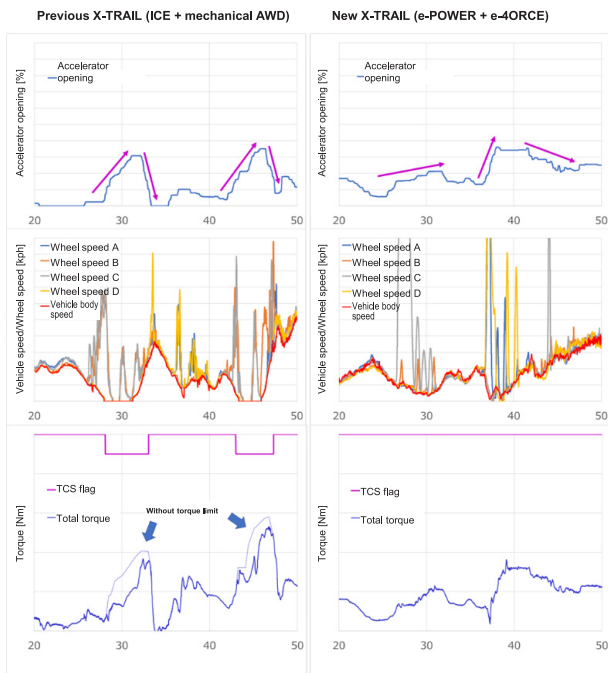 Previous X-TRAIL (ICE + mechanical AWD)
New X-TRAIL (e-POWER + e-4ORCE)
Accelerator opening [%]
Accelerator
opening
20
30
40
50
Accelerator opening [%]
Accelerator
opening
20
30
40
50
Vehicle speed/Wheel speed [kph]
Wheel speed A
Wheel speed B
Wheel speed C
Wheel speed D
Vehicle body
speed
20
30
40
50
Vehicle speed/Wheel speed [kph]
Wheel speed A
Wheel speed B
Wheel speed C
Wheel speed D
Vehicle body
speed
20
30
40
50
Torque [Nm]
TCS flag
Total torque
Without torque limit
20
30
40
50
Torque [Nm]
TCS flag
Total torque
20
30
40
50